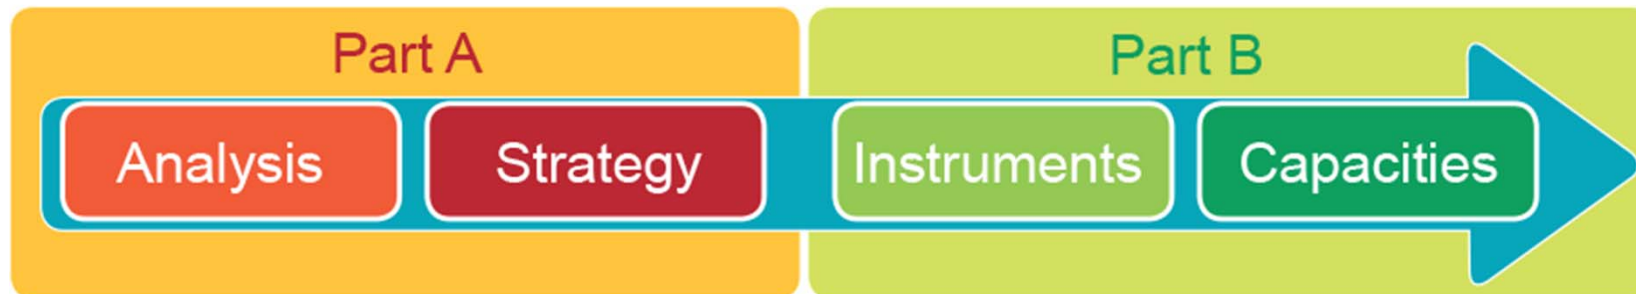 Part A
Part B
Analysis
Strategy
Instruments
Capacities